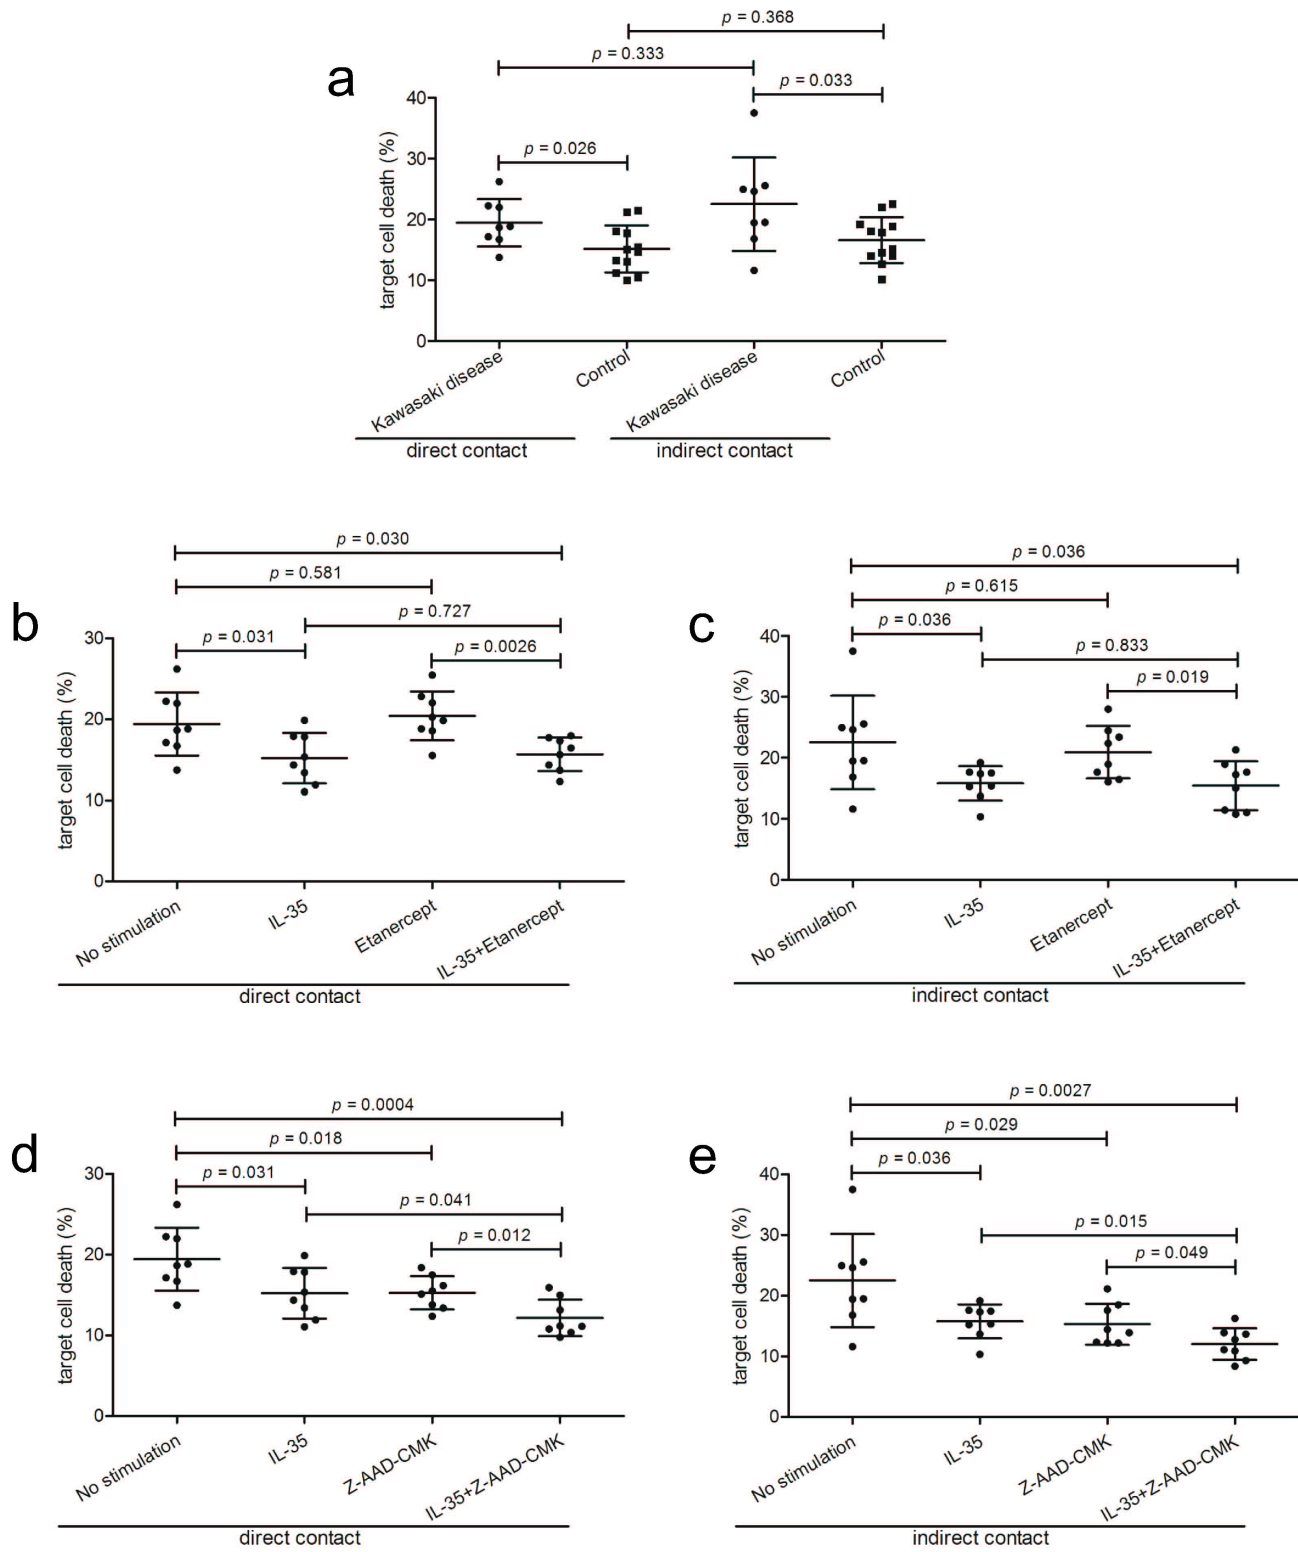 p = 0.368
p = 0.333
a
p = 0.033
40
p = 0.026
30
target cell death (%)
20
10
0
Kawasaki disease
Control
Kawasaki disease
Control
direct contact
indirect contact
p = 0.030
p = 0.581
b
p = 0.727
30
p = 0.031
p = 0.0026
target cell death (%)
20
10
0
No stimulation
IL-35
Etanercept
IL-35+Etanercept
direct contact
p = 0.036
p = 0.615
c
p = 0.036
40
p = 0.833
p = 0.019
30
target cell death (%)
20
10
0
No stimulation
IL-35
Etanercept
IL-35+Etanercept
indirect contact
p = 0.0004
d
p = 0.018
30
p = 0.031
p = 0.041
p = 0.012
target cell death (%)
20
10
0
No stimulation
IL-35
Z-AAD-CMK
IL-35+Z-AAD-CMK
direct contact
p = 0.0027
p = 0.029
e
p = 0.036
40
p = 0.015
p = 0.049
30
target cell death (%)
20
10
0
No stimulation
IL-35
Z-AAD-CMK
IL-35+Z-AAD-CMK
indirect contact